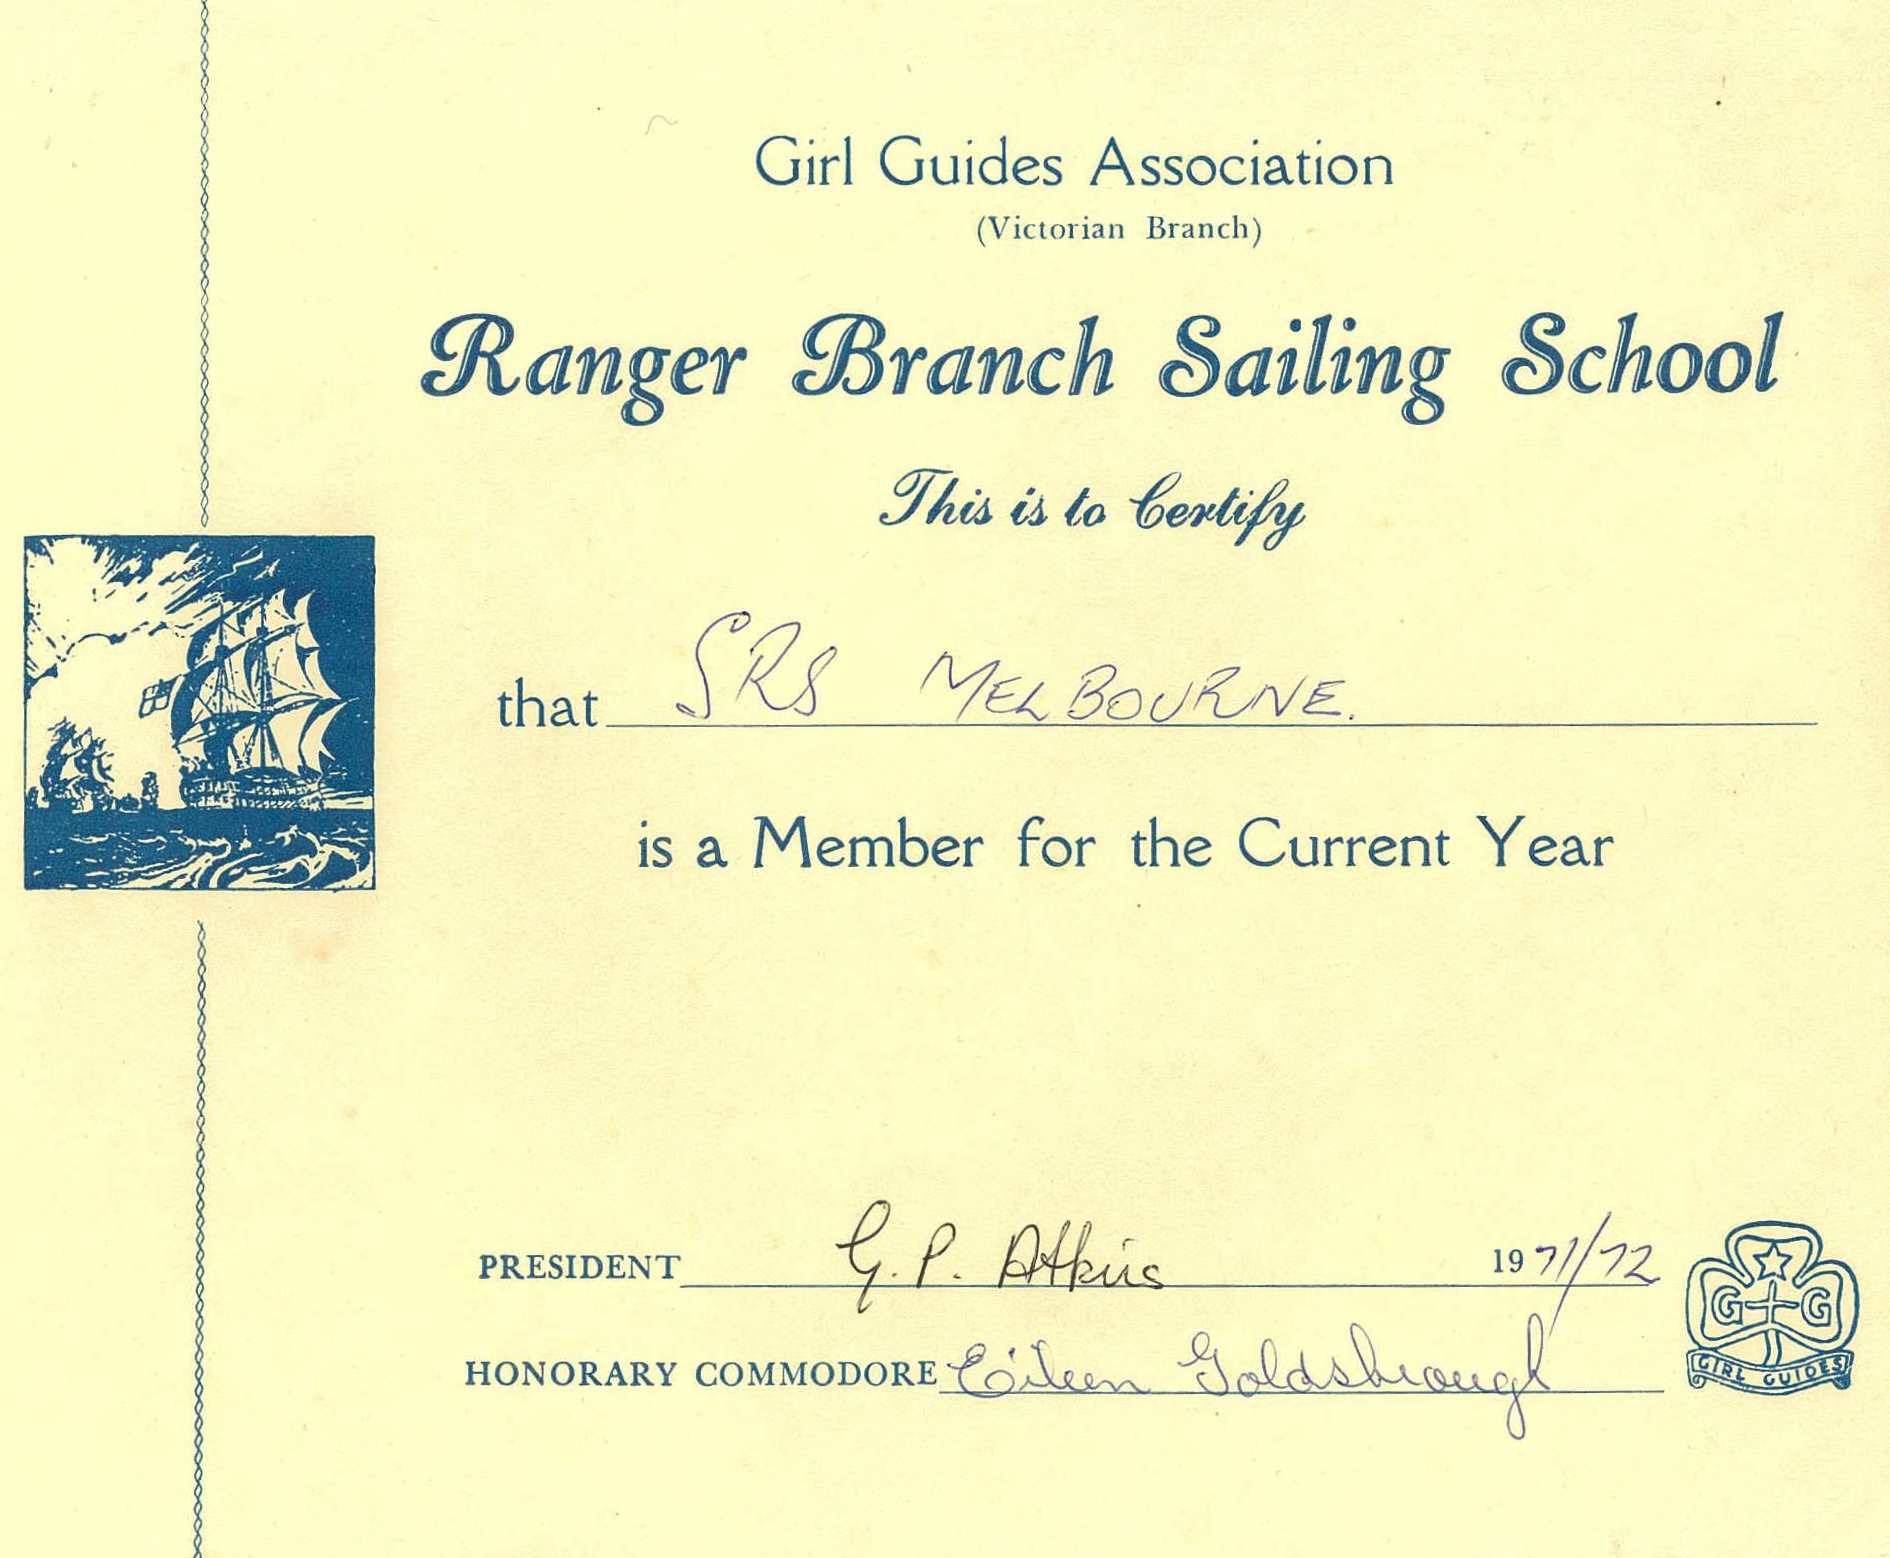 Girl Guides Association
(Victorian Branch)
Ranger Branch Sailing School
This is to Certify
that SRS MELBOURNE.
is a Member for the Current Year
PRESIDENT G. P. Atkins 1971/72
HONORARY COMMODORE Eileen Goldsbrough
G G
GIRL GUIDES